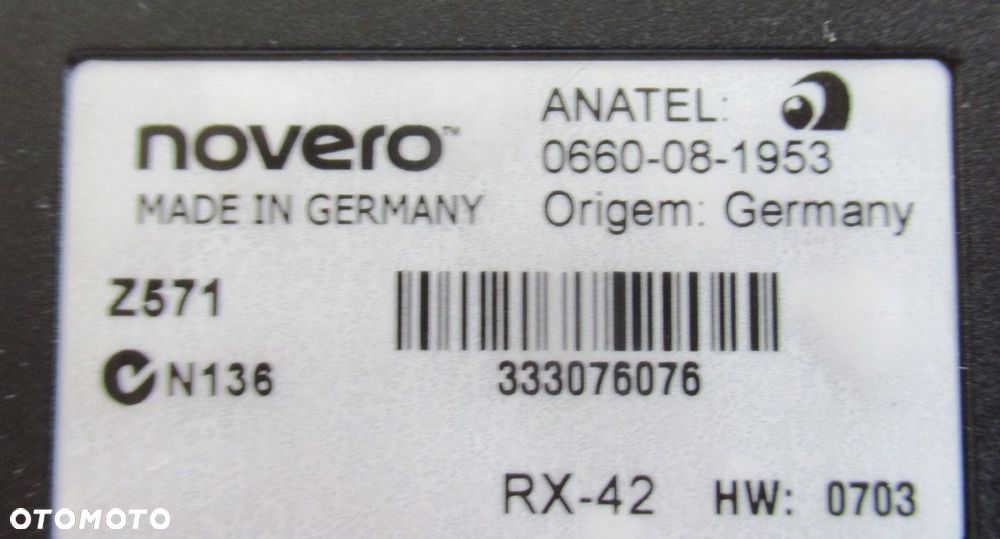 novero™
MADE IN GERMANY
ANATEL:
0660-08-1953
Origem: Germany
Z571
N136
333076076
RX-42 HW: 0703
OTOMOTO